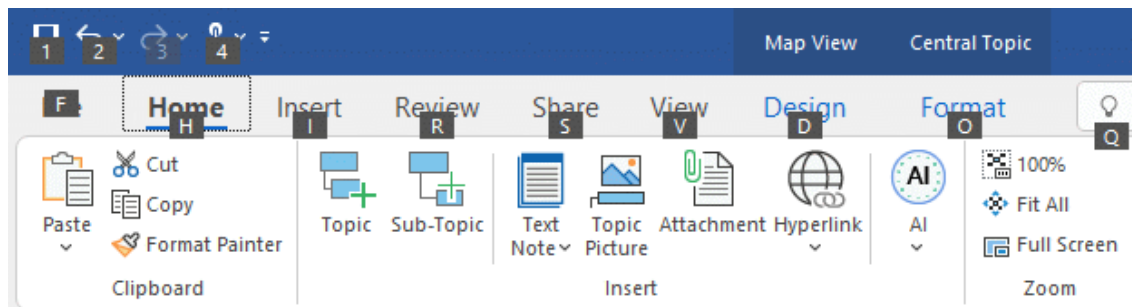 1 2 3 4
Map View Central Topic
F
Home Insert Review Share View Design Format
H I R S V D O Q
Cut
Copy
Format Painter
Paste
Topic Sub-Topic
Text Note
Topic Picture
Attachment Hyperlink
AI
AI
100%
Fit All
Full Screen
Clipboard Insert Zoom